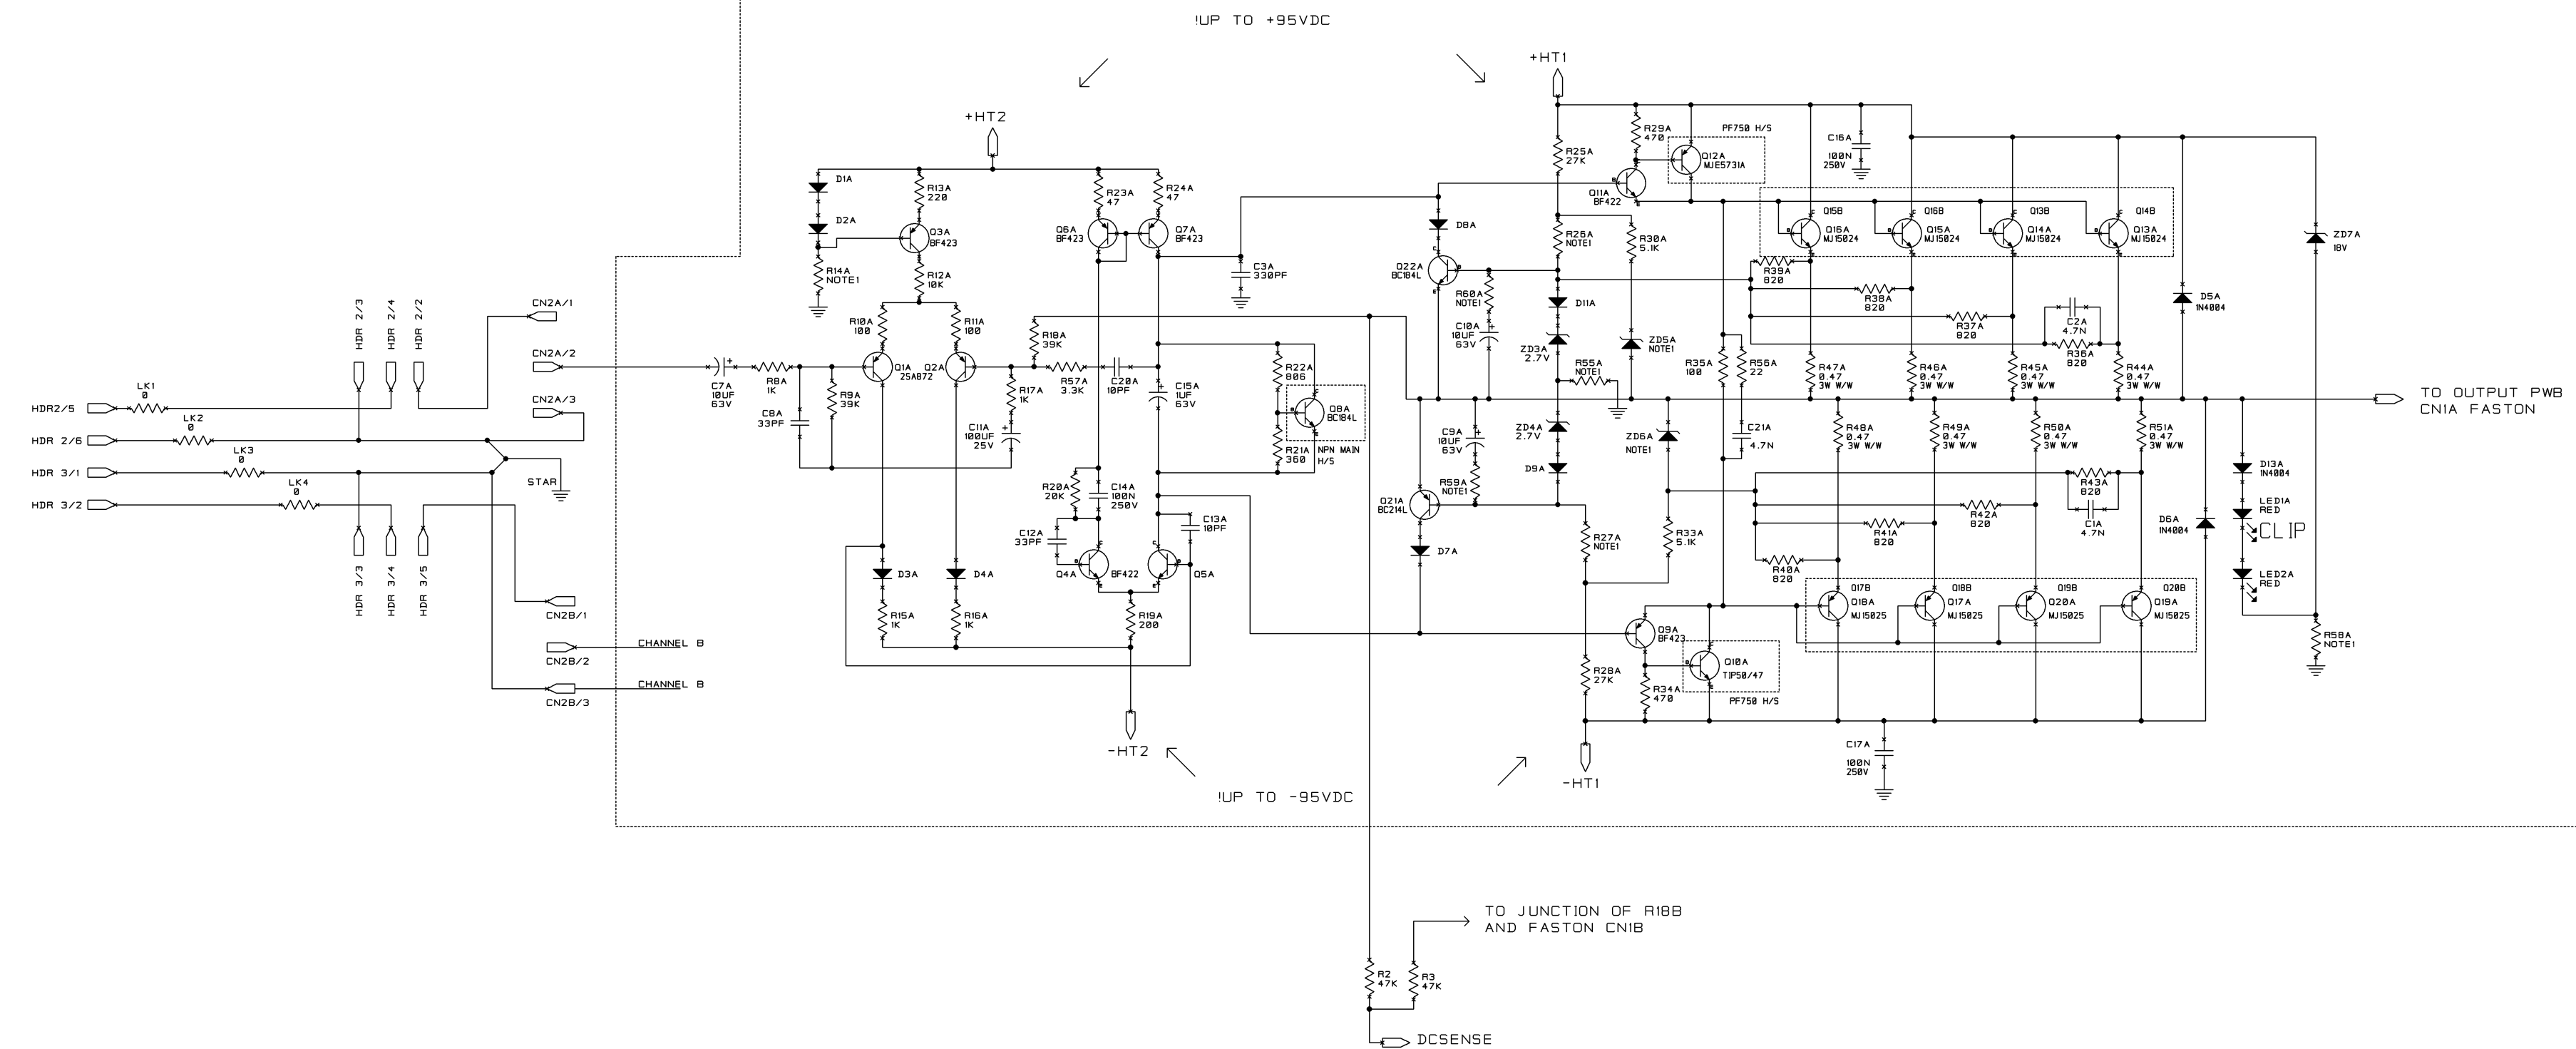 !UP TO +95VDC
+HT1
+HT2
D1A
D2A
R14A
NOTE1
R13A
220
Q3A
BF423
R12A
10K
R10A
100
R11A
100
R23A
47
R24A
47
Q6A
BF423
Q7A
BF423
C3A
330PF
R18A
39K
Q1A
2SA872
Q2A
C7A
10UF
63V
R8A
1K
C8A
33PF
R9A
39K
R17A
1K
C11A
100UF
25V
R57A
3.3K
C20A
10PF
C15A
1UF
63V
R22A
806
Q8A
BC184L
R21A
360
NPN MAIN
H/S
R20A
20K
C14A
100N
250V
C12A
33PF
C13A
10PF
Q4A
BF422
Q5A
D3A
D4A
R15A
1K
R16A
1K
R19A
200
-HT2
!UP TO -95VDC
HDR 2/3
HDR 2/4
HDR 2/2
CN2A/1
CN2A/2
CN2A/3
LK1
0
HDR2/5
LK2
0
HDR 2/6
LK3
0
HDR 3/1
LK4
0
HDR 3/2
STAR
HDR 3/3
HDR 3/4
HDR 3/5
CN2B/1
CHANNEL B
CN2B/2
CHANNEL B
CN2B/3
R25A
27K
R29A
470
PF750 H/S
Q12A
MJE5731A
Q11A
BF422
C16A
100N
250V
D8A
R26A
NOTE1
R30A
5.1K
Q22A
BC184L
R60A
NOTE1
C10A
10UF
63V
D11A
ZD3A
2.7V
ZD5A
NOTE1
R55A
NOTE1
R35A
100
R56A
22
Q15B
Q16A
MJ15024
Q16B
Q15A
MJ15024
Q13B
Q14A
MJ15024
Q14B
Q13A
MJ15024
R39A
820
R38A
820
R37A
820
C2A
4.7N
R36A
820
D5A
1N4004
ZD7A
18V
R47A
0.47
3W W/W
R46A
0.47
3W W/W
R45A
0.47
3W W/W
R44A
0.47
3W W/W
TO OUTPUT PWB
CN1A FASTON
C9A
10UF
63V
ZD4A
2.7V
ZD6A
NOTE1
C21A
4.7N
R48A
0.47
3W W/W
R49A
0.47
3W W/W
R50A
0.47
3W W/W
R51A
0.47
3W W/W
D9A
R59A
NOTE1
Q21A
BC214L
D7A
R27A
NOTE1
R33A
5.1K
R43A
820
C1A
4.7N
R42A
820
R41A
820
R40A
820
D6A
1N4004
D13A
1N4004
LED1A
RED
CLIP
LED2A
RED
R58A
NOTE1
Q17B
Q18A
MJ15025
Q18B
Q17A
MJ15025
Q19B
Q20A
MJ15025
Q20B
Q19A
MJ15025
Q9A
BF423
Q10A
TIP50/47
PF750 H/S
R28A
27K
R34A
470
-HT1
C17A
100N
250V
TO JUNCTION OF R18B
AND FASTON CN1B
R2
47K
R3
47K
DCSENSE